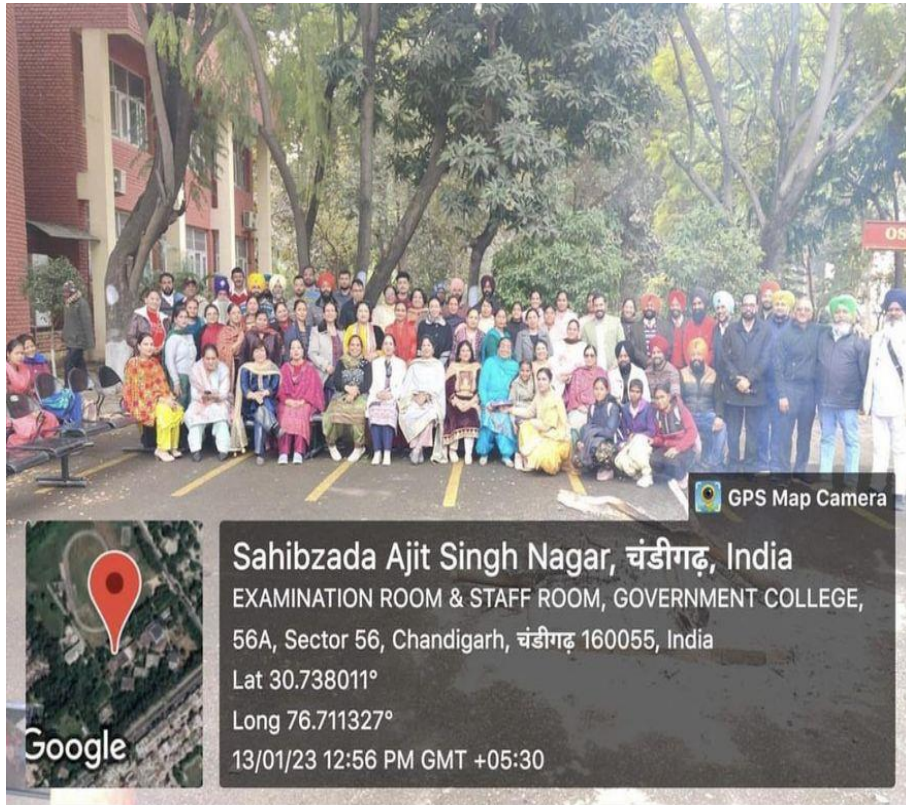 OS
GPS Map Camera
Sahibzada Ajit Singh Nagar, चंडीगढ़, India
EXAMINATION ROOM & STAFF ROOM, GOVERNMENT COLLEGE,
56A, Sector 56, Chandigarh, चंडीगढ़ 160055, India
Lat 30.738011°
Long 76.711327°
13/01/23 12:56 PM GMT +05:30
Google